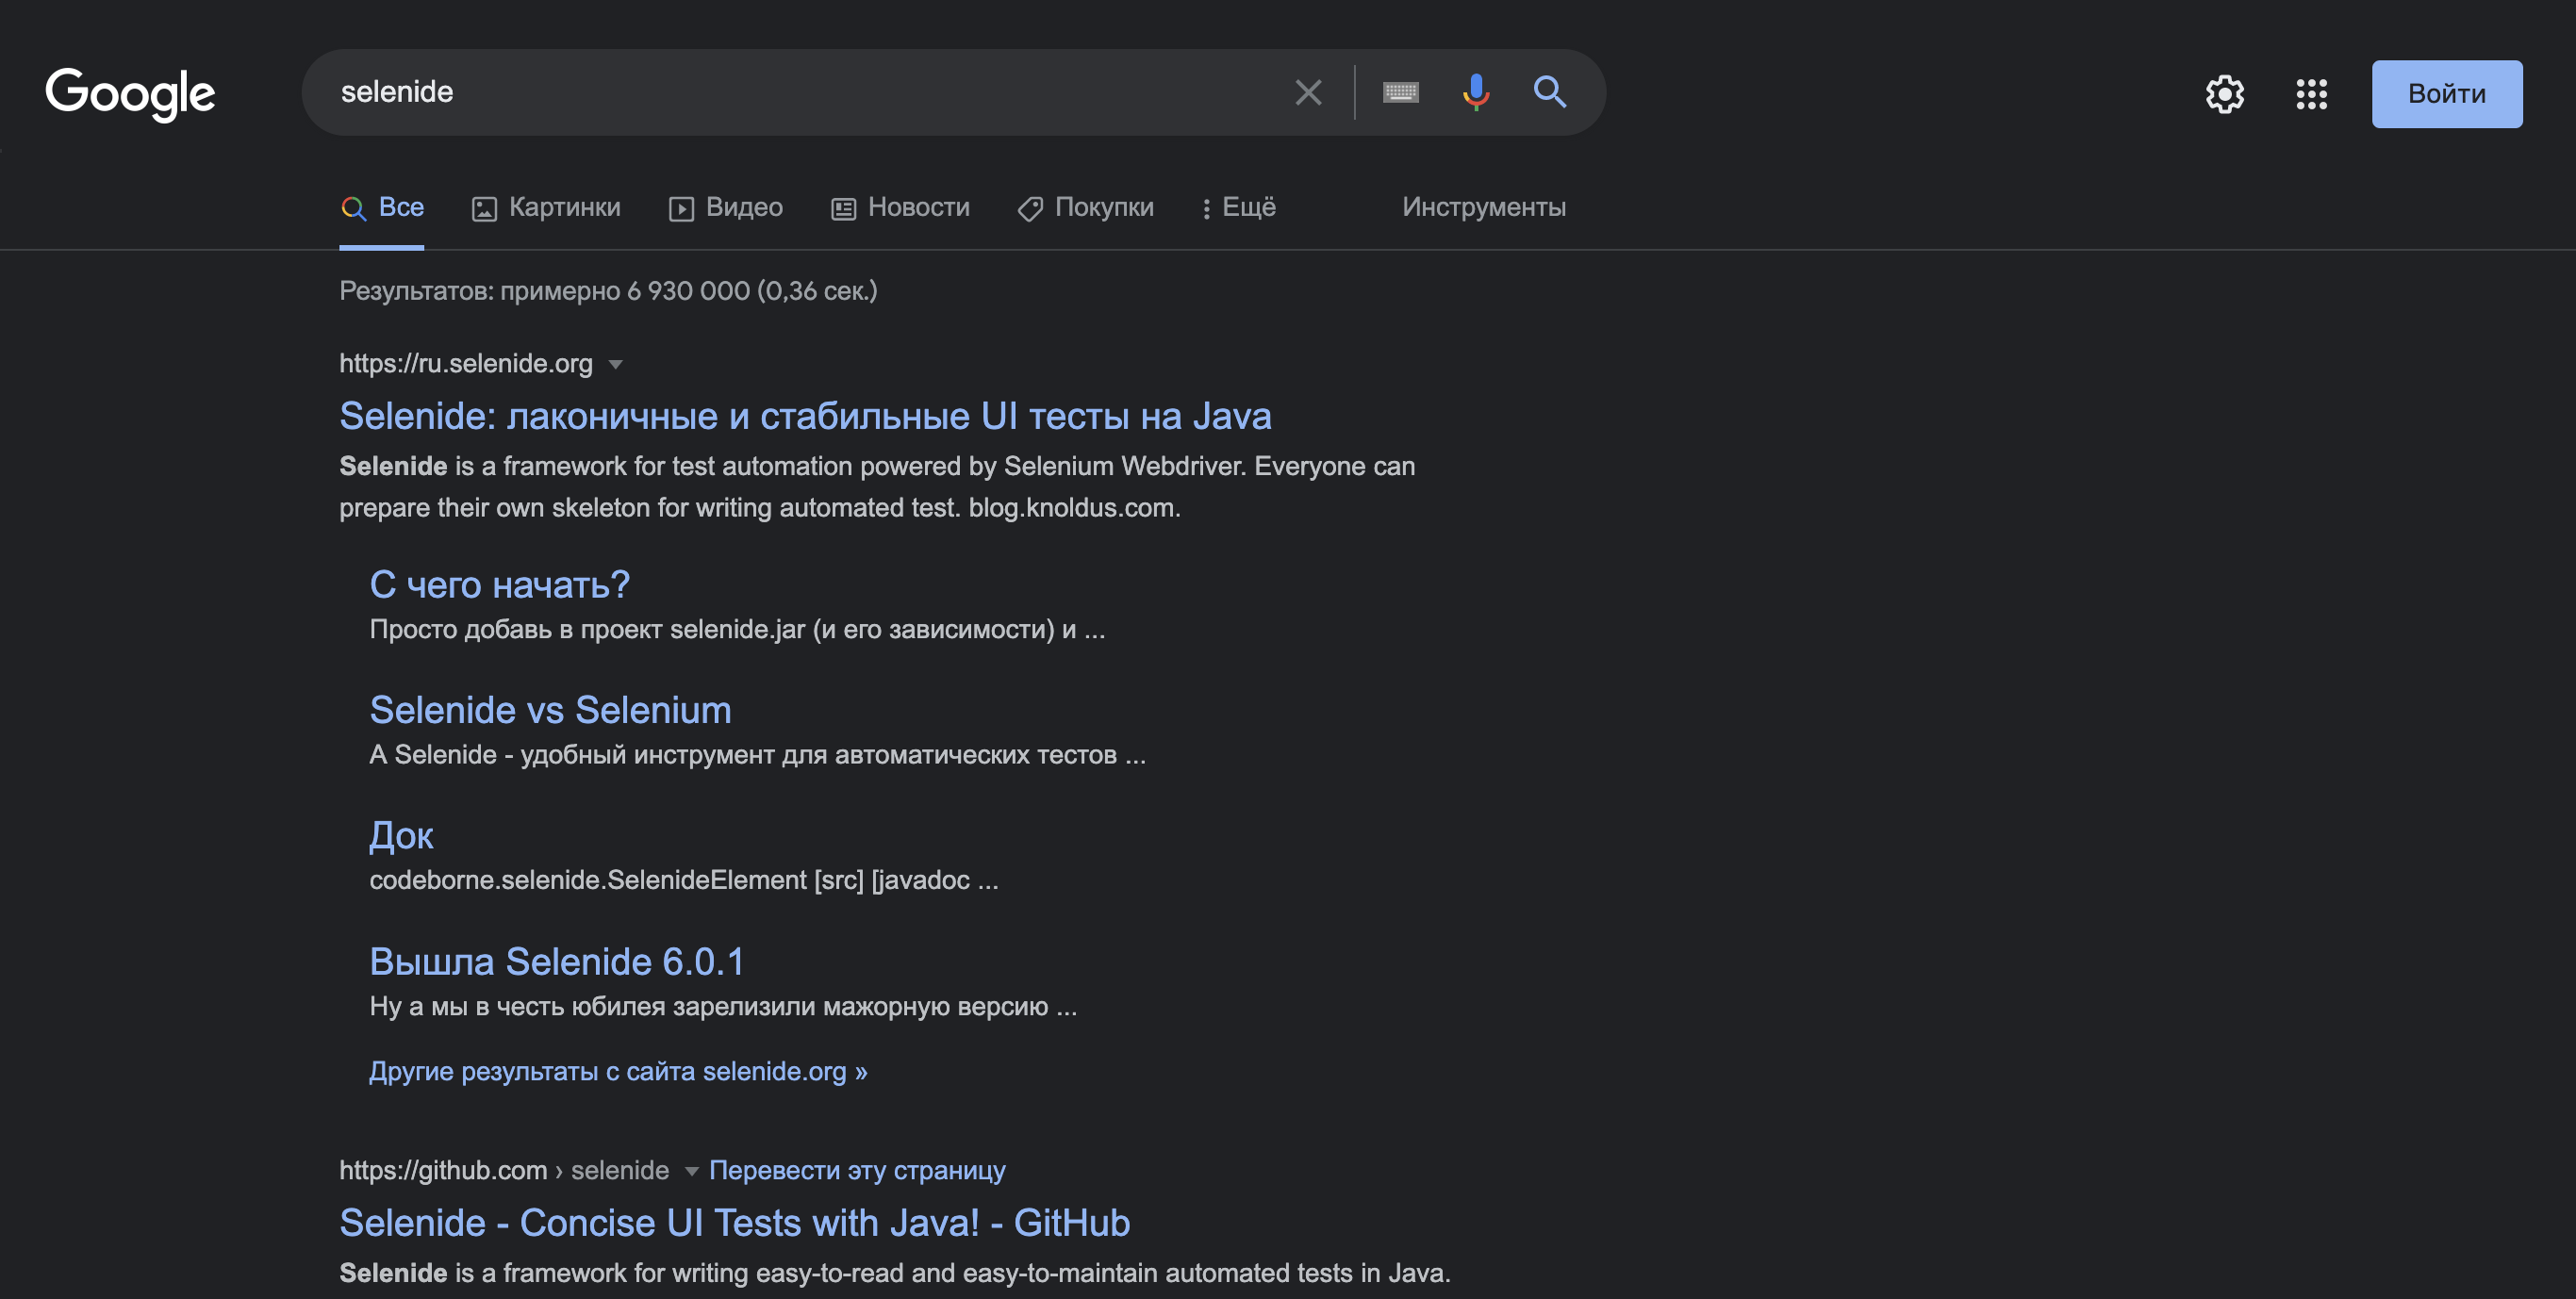 Google
selenide
Войти
Все
Картинки
Видео
Новости
Покупки
Ещё
Инструменты
Результатов: примерно 6 930 000 (0,36 сек.)
https://ru.selenide.org
Selenide: лаконичные и стабильные UI тесты на Java
Selenide is a framework for test automation powered by Selenium Webdriver. Everyone can
prepare their own skeleton for writing automated test. blog.knoldus.com.
С чего начать?
Просто добавь в проект selenide.jar (и его зависимости) и ...
Selenide vs Selenium
А Selenide - удобный инструмент для автоматических тестов ...
Док
codeborne.selenide.SelenideElement [src] [javadoc ...
Вышла Selenide 6.0.1
Ну а мы в честь юбилея зарелизили мажорную версию ...
Другие результаты с сайта selenide.org »
https://github.com › selenide
Перевести эту страницу
Selenide - Concise UI Tests with Java! - GitHub
Selenide is a framework for writing easy-to-read and easy-to-maintain automated tests in Java.